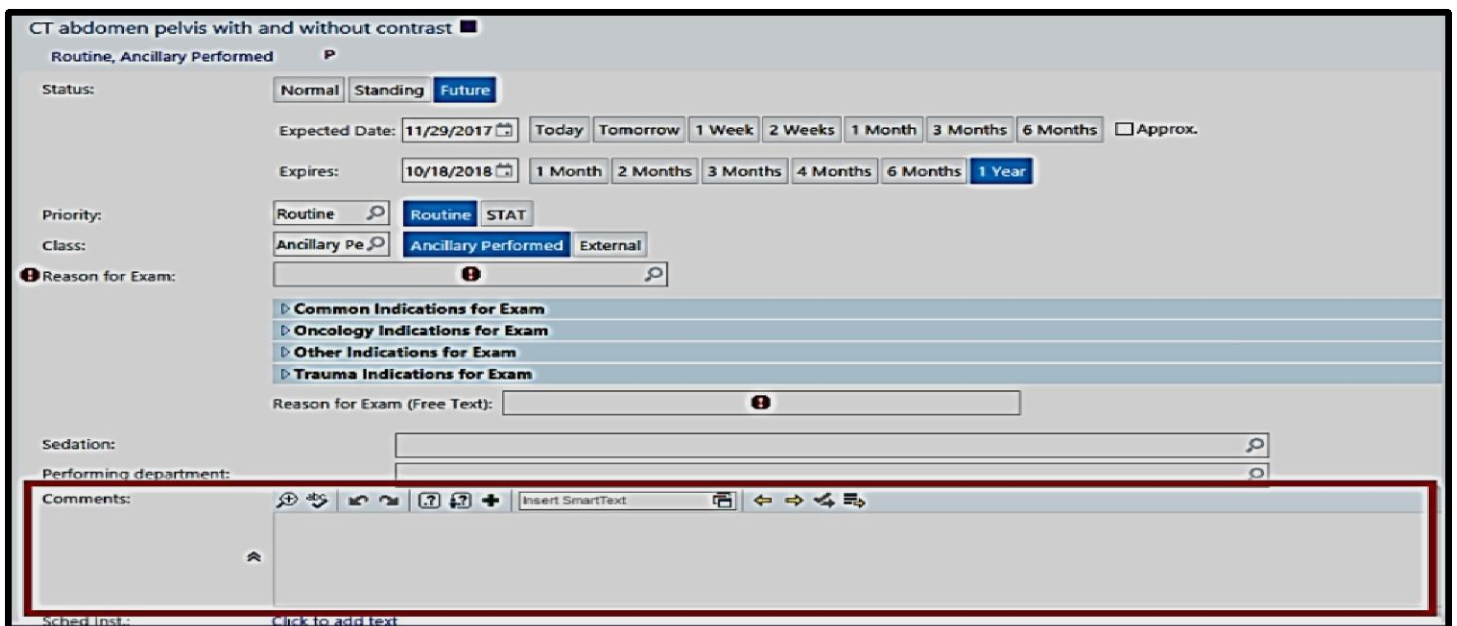 CT abdomen pelvis with and without contrast
Routine, Ancillary Performed P
Status: Normal Standing Future
Expected Date: 11/29/2017 Today Tomorrow 1 Week 2 Weeks 1 Month 3 Months 6 Months Approx.
Expires: 10/18/2018 1 Month 2 Months 3 Months 4 Months 6 Months 1 Year
Priority: Routine Routine STAT
Class: Ancillary Pe Ancillary Performed External
Reason for Exam:
Common Indications for Exam
Oncology Indications for Exam
Other Indications for Exam
Trauma Indications for Exam
Reason for Exam (Free Text):
Sedation:
Performing department:
Comments: abc Insert SmartText
Sched Inst.: Click to add text